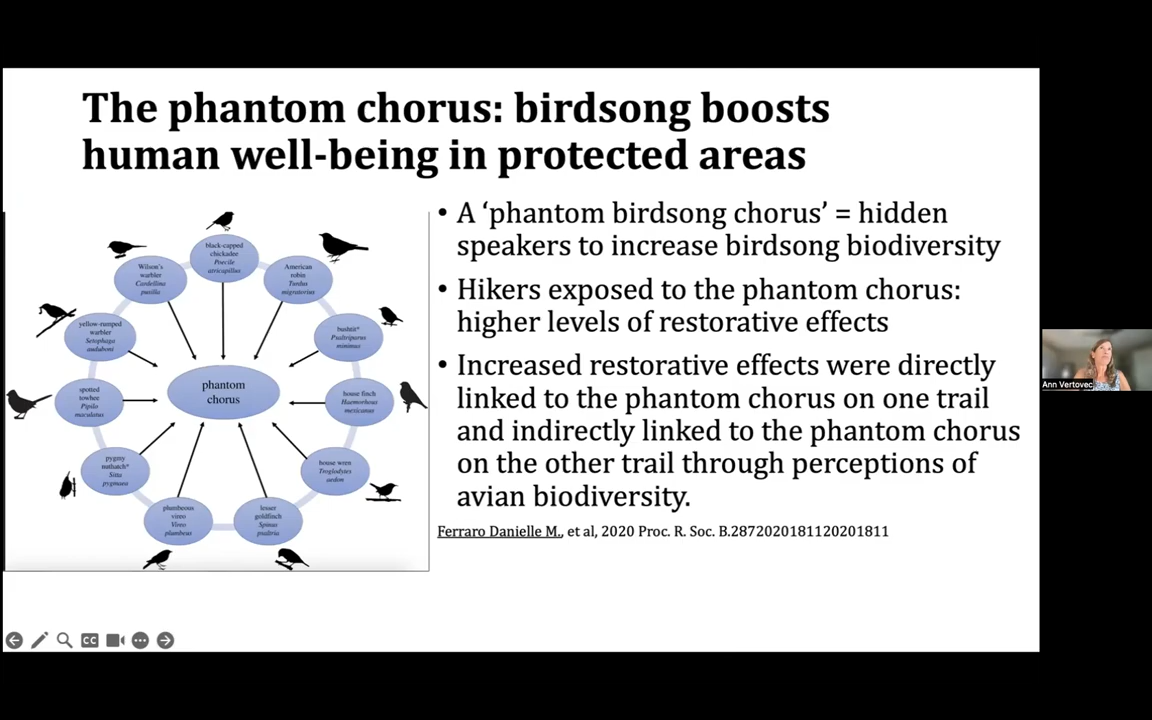 The phantom chorus: birdsong boosts
human well-being in protected areas
black-capped
chickadee
Poecile
atricapillus
Wilson's
warbler
Cardellina
pusilla
American
robin
Turdus
migratorius
yellow-rumped
warbler
Setophaga
auduboni
bushtit*
Psaltriparus
minimus
spotted
towhee
Pipilo
maculatus
phantom
chorus
house finch
Haemorhous
mexicanus
pygmy
nuthatch*
Sitta
pygmaea
house wren
Troglodytes
aedon
plumbeous
vireo
Vireo
plumbeus
lesser
goldfinch
Spinus
psaltria
• A ‘phantom birdsong chorus’ = hidden
speakers to increase birdsong biodiversity
• Hikers exposed to the phantom chorus:
higher levels of restorative effects
• Increased restorative effects were directly
linked to the phantom chorus on one trail
and indirectly linked to the phantom chorus
on the other trail through perceptions of
avian biodiversity.
Ferraro Danielle M., et al, 2020 Proc. R. Soc. B.2872020181120201811
CC
Ann Vertovec